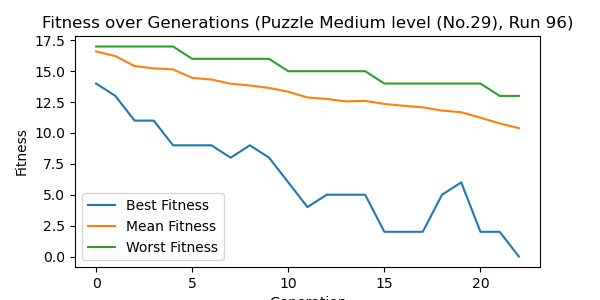 Fitness over Generations (Puzzle Medium level (No.29), Run 96)
17.5
15.0
12.5
10.0
7.5
5.0
2.5
0.0
Fitness
Best Fitness
Mean Fitness
Worst Fitness
0 5 10 15 20
Generation